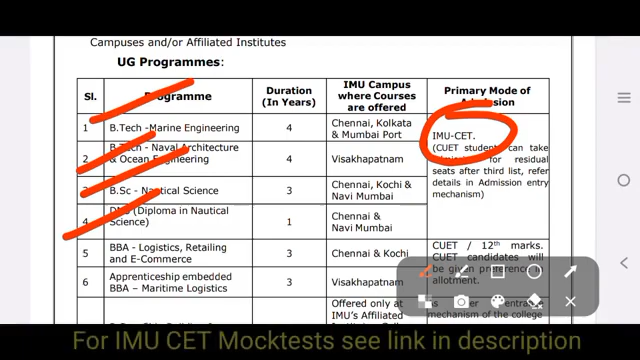 Campuses and/or Affiliated Institutes
UG Programmes:
Sl. Programme Duration (In Years) IMU Campus where Courses are offered Primary Mode of Admission
1 B.Tech -Marine Engineering 4 Chennai, Kolkata & Mumbai Port
IMU-CET.
(CUET students can take
for residual
seats after third list, refer
details in Admission entry
mechanism)
2 B.Tech - Naval Architecture & Ocean Engineering 4 Visakhapatnam
3 B.Sc - Nautical Science 3 Chennai, Kochi & Navi Mumbai
4 DNS (Diploma in Nautical Science) 1 Chennai & Navi Mumbai
5 BBA - Logistics, Retailing and E-Commerce 3 Chennai & Kochi
CUET / 12th marks.
CUET candidates will
be given preference in
allotment.
6 Apprenticeship embedded BBA – Maritime Logistics 3 Visakhapatnam
Offered only at
IMU's Affiliated
mechanism of the college
For IMU CET Mocktests see link in description